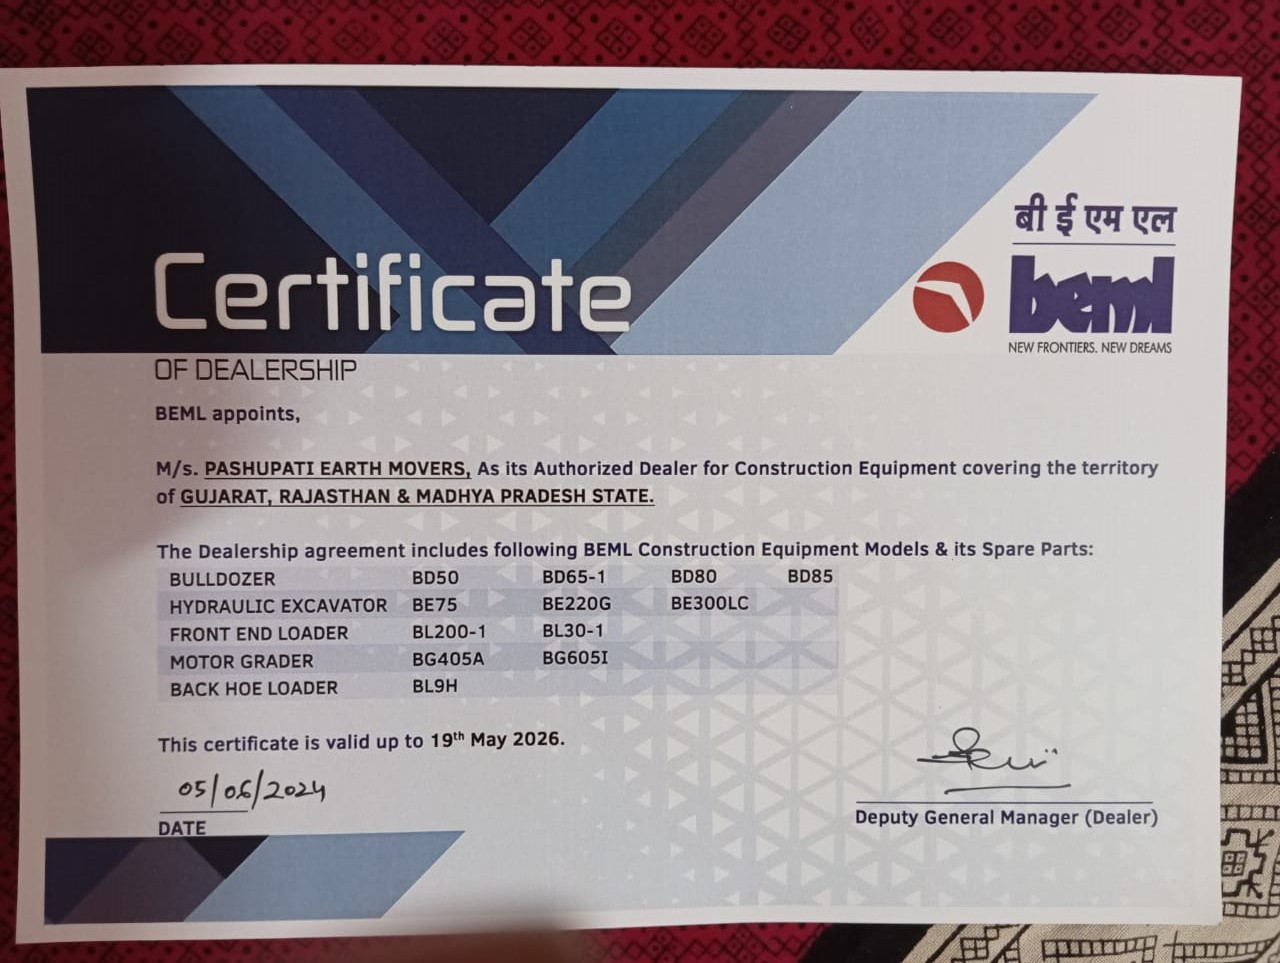 बी ई एम एल
beml
NEW FRONTIERS. NEW DREAMS
Certificate
OF DEALERSHIP
BEML appoints,
M/s. PASHUPATI EARTH MOVERS, As its Authorized Dealer for Construction Equipment covering the territory
of GUJARAT, RAJASTHAN & MADHYA PRADESH STATE.
The Dealership agreement includes following BEML Construction Equipment Models & its Spare Parts:
BULLDOZER BD50 BD65-1 BD80 BD85
HYDRAULIC EXCAVATOR BE75 BE220G BE300LC
FRONT END LOADER BL200-1 BL30-1
MOTOR GRADER BG405A BG605I
BACK HOE LOADER BL9H
This certificate is valid up to 19th May 2026.
05/06/2024
DATE
Deputy General Manager (Dealer)